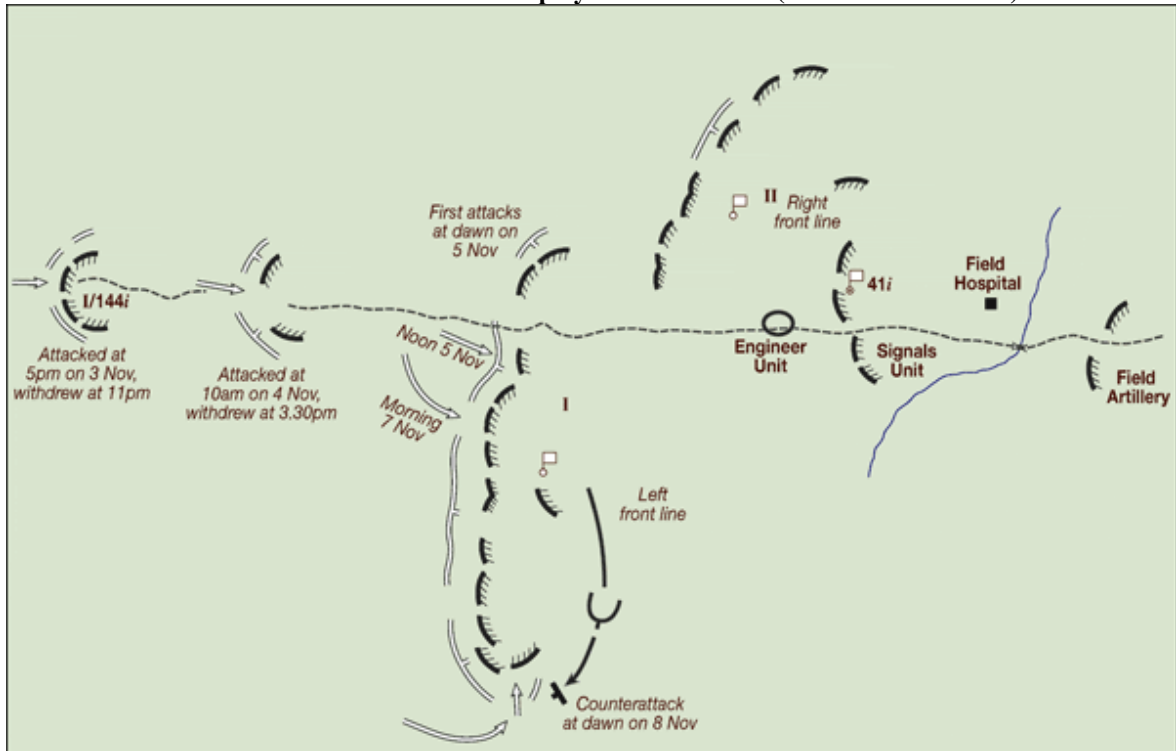 First attacks
at dawn on
5 Nov
II
Right
front line
I/144i
41i
Field
Hospital
Attacked at
5pm on 3 Nov,
withdrew at 11pm
Attacked at
10am on 4 Nov,
withdrew at 3.30pm
Noon 5 Nov
Engineer
Unit
Signals
Unit
Field
Artillery
Morning
7 Nov
I
Left
front line
Counterattack
at dawn on 8 Nov